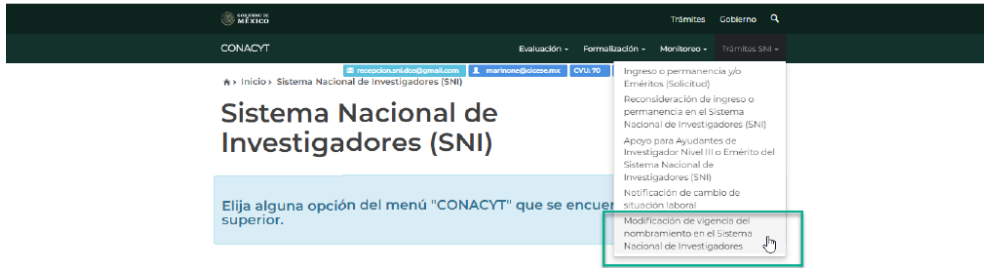 GOBIERNO DE
MÉXICO
Trámites Gobierno
CONACYT
Evaluación Formalización Monitoreo Trámites SNI
recepcion.sni.dos@gmail.com marinone@cicese.mx CVU: 70
Inicio > Sistema Nacional de Investigadores (SNI)
Sistema Nacional de
Investigadores (SNI)
Elija alguna opción del menú "CONACYT" que se encue
superior.
Ingreso o permanencia y/o
Eméritos (Solicitud)
Reconsideración de ingreso o
permanencia en el Sistema
Nacional de Investigadores (SNI)
Apoyo para Ayudantes de
Investigador Nivel III o Emérito del
Sistema Nacional de
Investigadores (SNI)
Notificación de cambio de
situación laboral
Modificación de vigencia del
nombramiento en el Sistema
Nacional de Investigadores